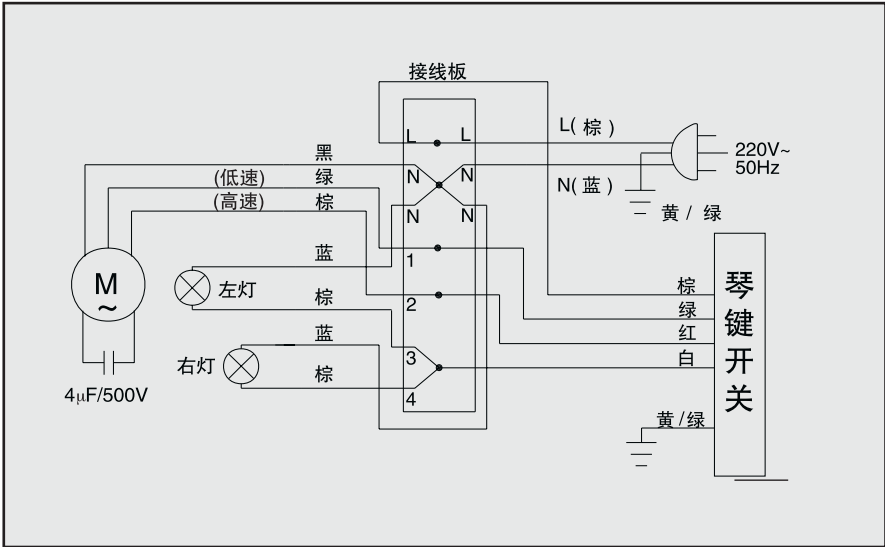 接线板
L
L
L( 棕 )
220V~
50Hz
黑
N
N
N( 蓝 )
(低速)
绿
(高速)
棕
N
N
黄 / 绿
蓝
1
M
~
左灯
棕
2
蓝
3
右灯
棕
4
4μF/500V
棕
绿
红
白
黄/绿
琴
键
开
关